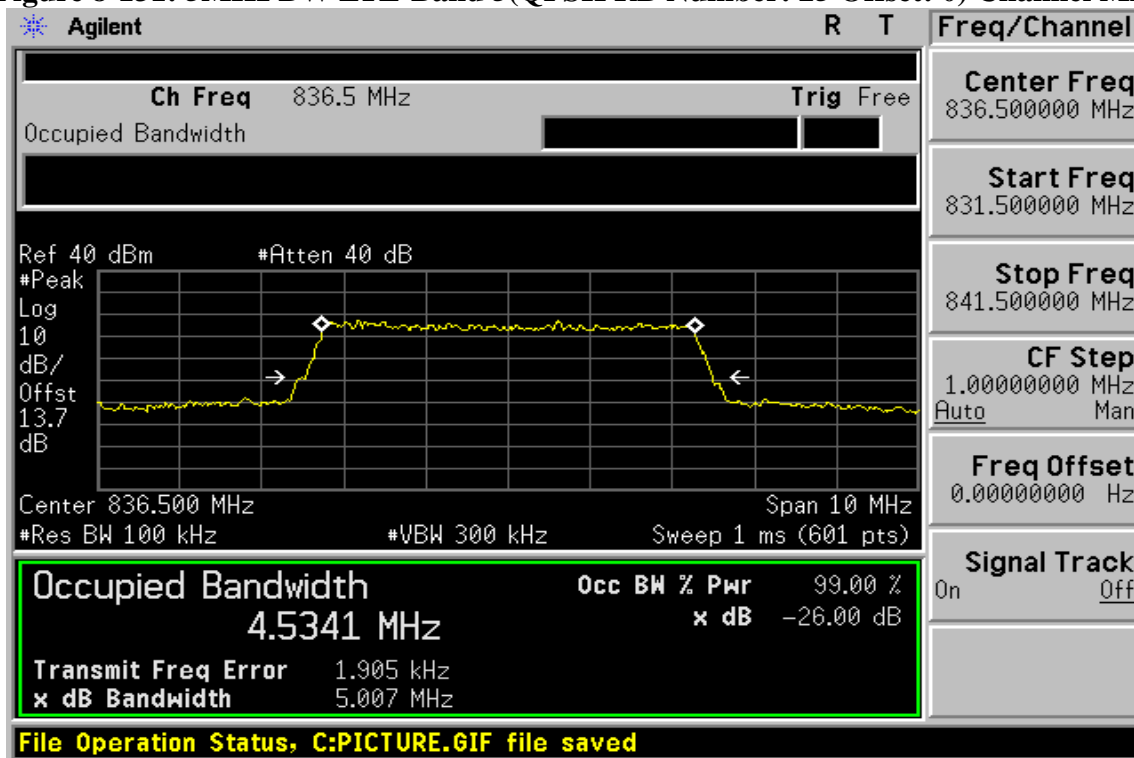 Agilent R T Freq/Channel
Ch Freq 836.5 MHz Trig Free
Occupied Bandwidth
Center Freq
836.500000 MHz
Start Freq
831.500000 MHz
Stop Freq
841.500000 MHz
CF Step
1.00000000 MHz
Auto Man
Freq Offset
0.00000000 Hz
Signal Track
On Off
Ref 40 dBm #Atten 40 dB
#Peak
Log
10
dB/
Offst
13.7
dB
Center 836.500 MHz Span 10 MHz
#Res BW 100 kHz #VBW 300 kHz Sweep 1 ms (601 pts)
Occupied Bandwidth Occ BW % Pwr 99.00 %
4.5341 MHz x dB -26.00 dB
Transmit Freq Error 1.905 kHz
x dB Bandwidth 5.007 MHz
File Operation Status, C:PICTURE.GIF file saved